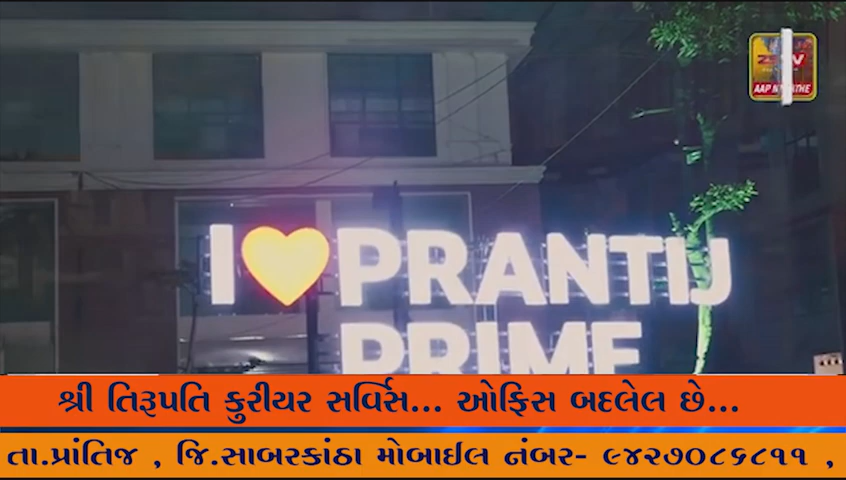 I ❤ PRANTIJ
PRIME
શ્રી તિરૂપતિ કુરીયર સર્વિસ... ઓફિસ બદલેલ છે...
તા.પ્રાંતિજ , જિ.સાબરકાંઠા મોબાઈલ નંબર- ૯૪૨૭૦૮૬૮૧૧ ,